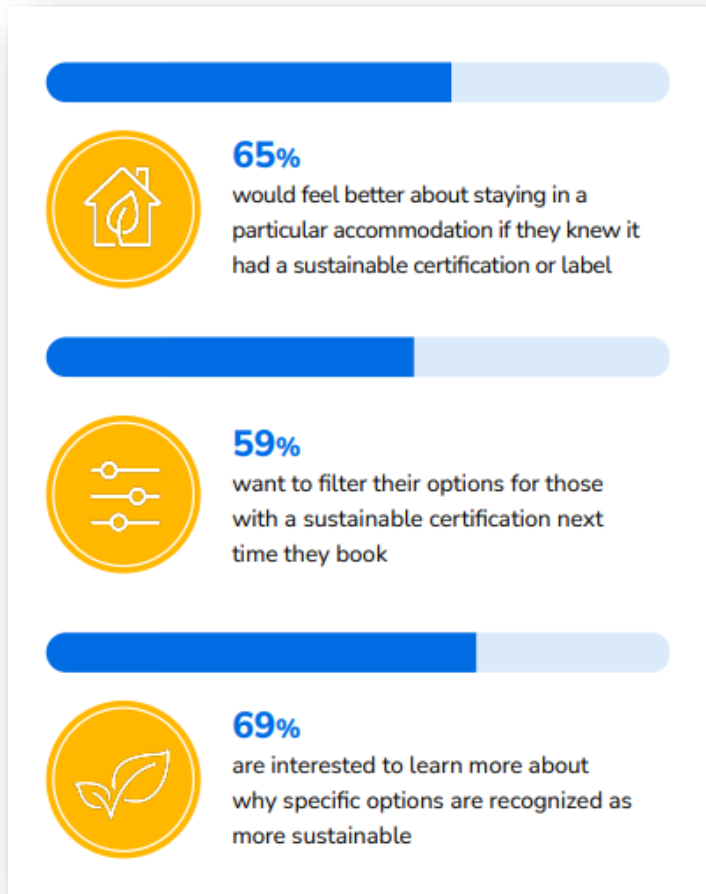 65%
would feel better about staying in a
particular accommodation if they knew it
had a sustainable certification or label
59%
want to filter their options for those
with a sustainable certification next
time they book
69%
are interested to learn more about
why specific options are recognized as
more sustainable